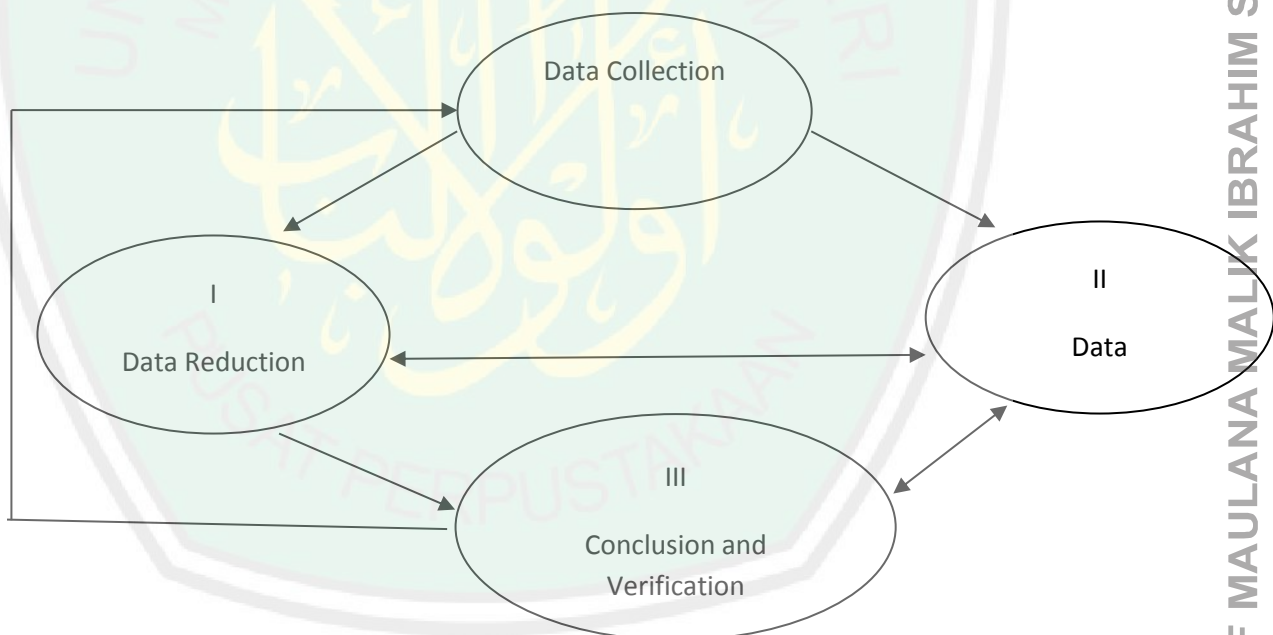 Data Collection
I
Data Reduction
II
Data
III
Conclusion and
Verification
MAULANA MALIK IBRAHIM
PUSAT PERPUSTAKAAN